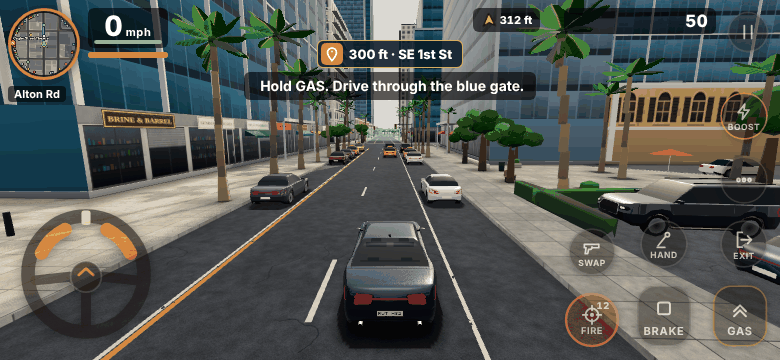 0 mph
312 ft
50
300 ft · SE 1st St
Hold GAS. Drive through the blue gate.
Alton Rd
BRINE & BARREL
BOOST
SWAP
HAND
EXIT
12
FIRE
BRAKE
GAS